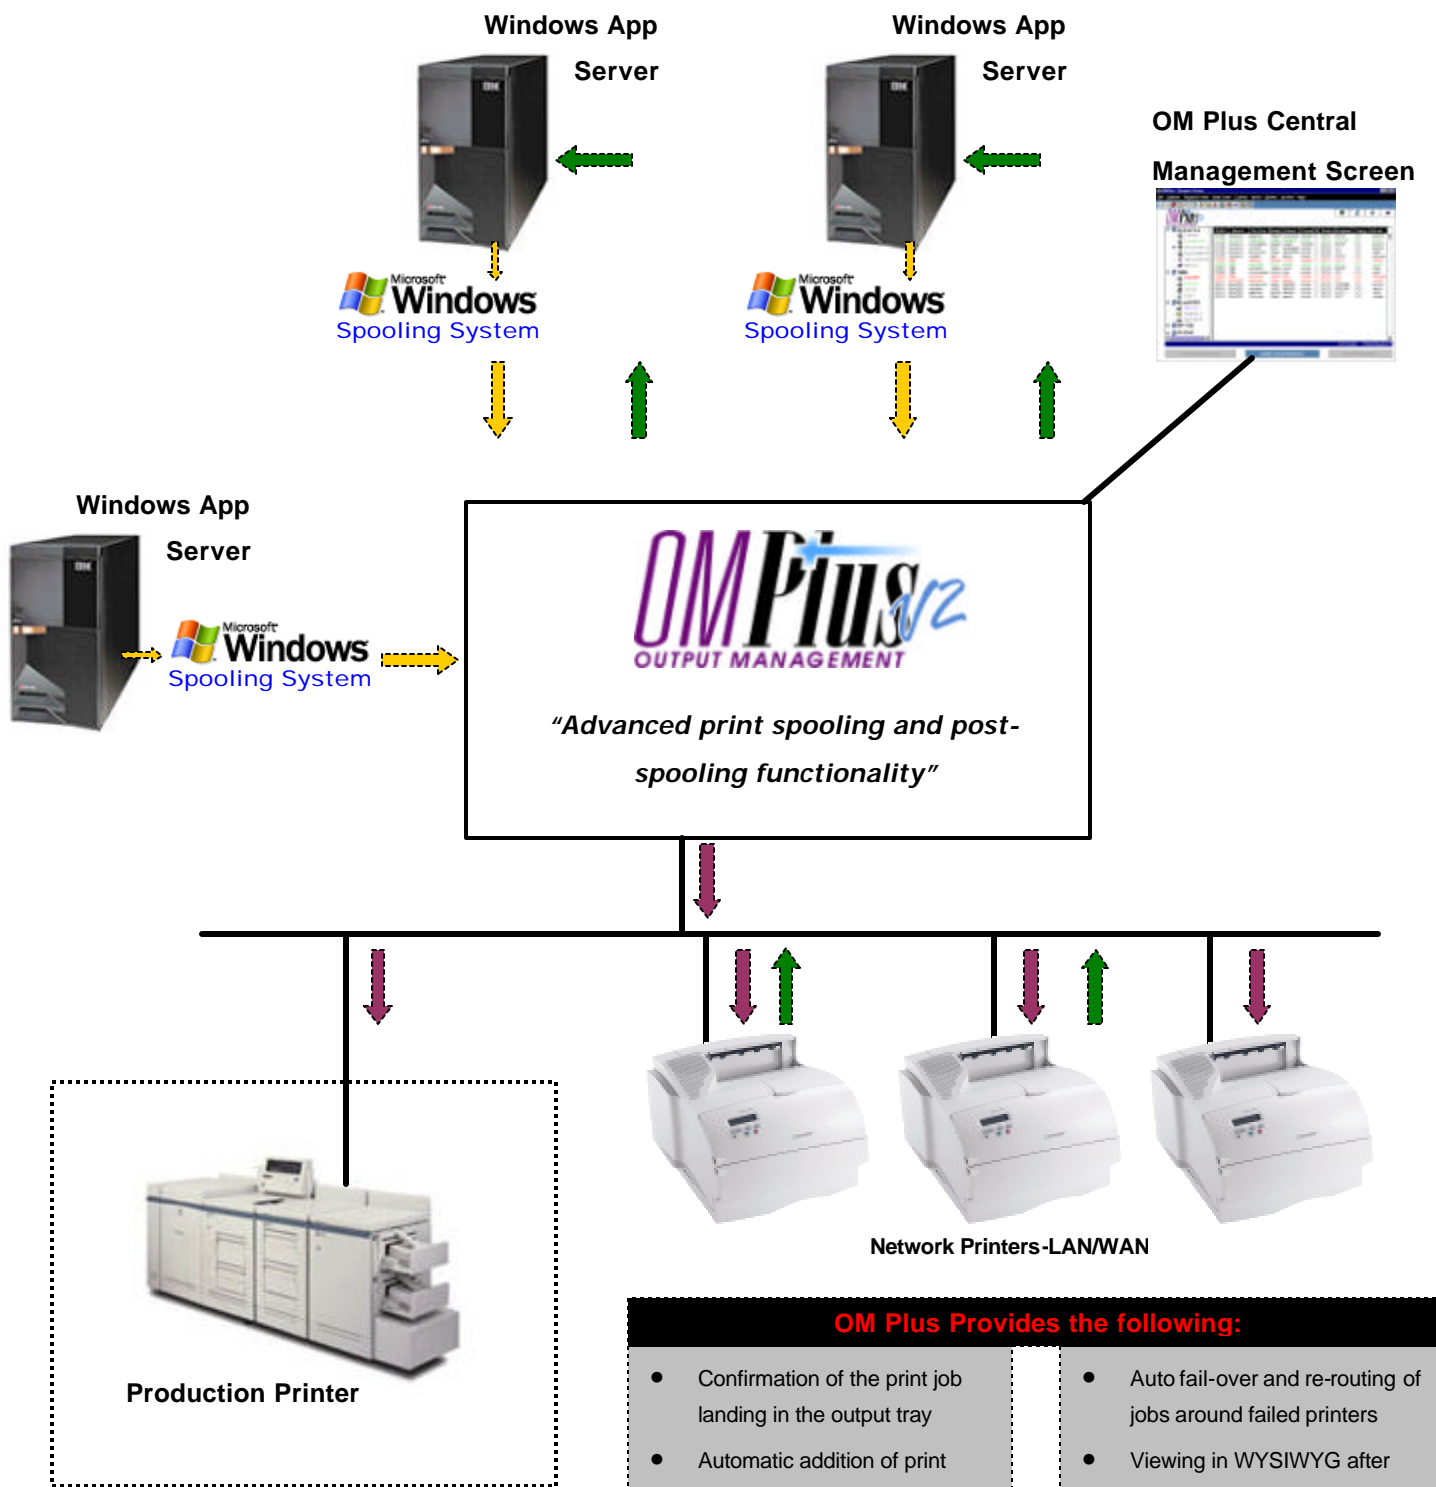 Windows App
Server
Windows App
Server
OM Plus Central
Management Screen
IBM
IBM
OMPlus
Microsoft
Windows
Spooling System
Microsoft
Windows
Spooling System
Windows App
Server
IBM
Microsoft
Windows
Spooling System
OMPlus V2
OUTPUT MANAGEMENT
“Advanced print spooling and post-
spooling functionality”
Network Printers-LAN/WAN
Production Printer
OM Plus Provides the following:
• Confirmation of the print job
landing in the output tray
• Automatic addition of print
• Auto fail-over and re-routing of
jobs around failed printers
• Viewing in WYSIWYG after